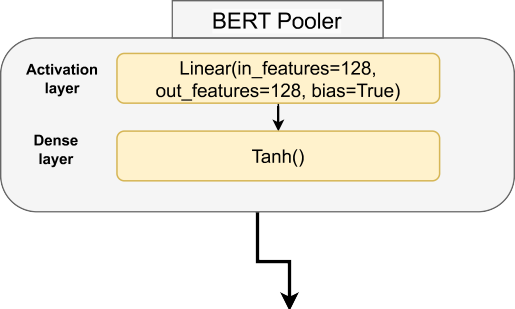 BERT Pooler
Activation
layer
Linear(in_features=128,
out_features=128, bias=True)
Dense
layer
Tanh()